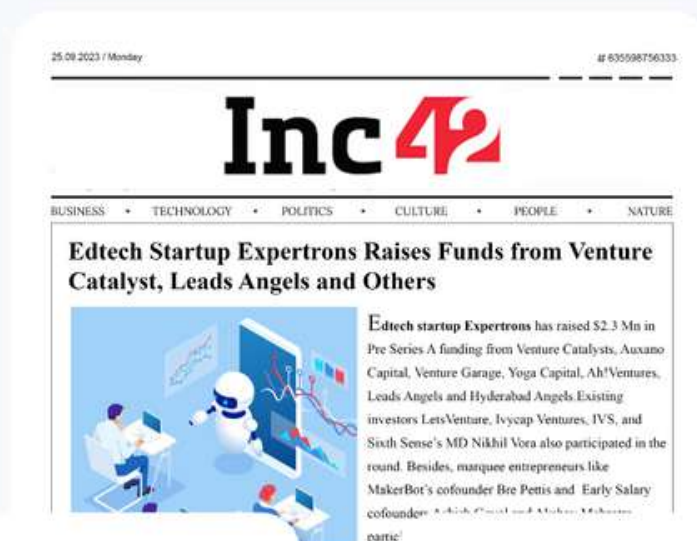 25.09.2023 / Monday
# 635598756333
Inc42
BUSINESS • TECHNOLOGY • POLITICS • CULTURE • PEOPLE • NATURE
Edtech Startup Expertrons Raises Funds from Venture
Catalyst, Leads Angels and Others
Edtech startup Expertrons has raised $2.3 Mn in
Pre Series A funding from Venture Catalysts, Auxano
Capital, Venture Garage, Yoga Capital, Ah!Ventures,
Leads Angels and Hyderabad Angels.Existing
investors LetsVenture, Ivycap Ventures, IVS, and
Sixth Sense's MD Nikhil Vora also participated in the
round. Besides, marquee entrepreneurs like
MakerBot's cofounder Bre Pettis and Early Salary